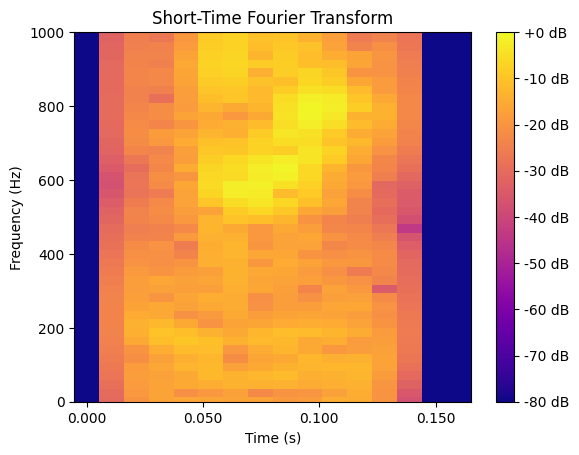 Short-Time Fourier Transform
1000
800
600
400
200
0
Frequency (Hz)
0.000
0.050
0.100
0.150
Time (s)
+0 dB
-10 dB
-20 dB
-30 dB
-40 dB
-50 dB
-60 dB
-70 dB
-80 dB